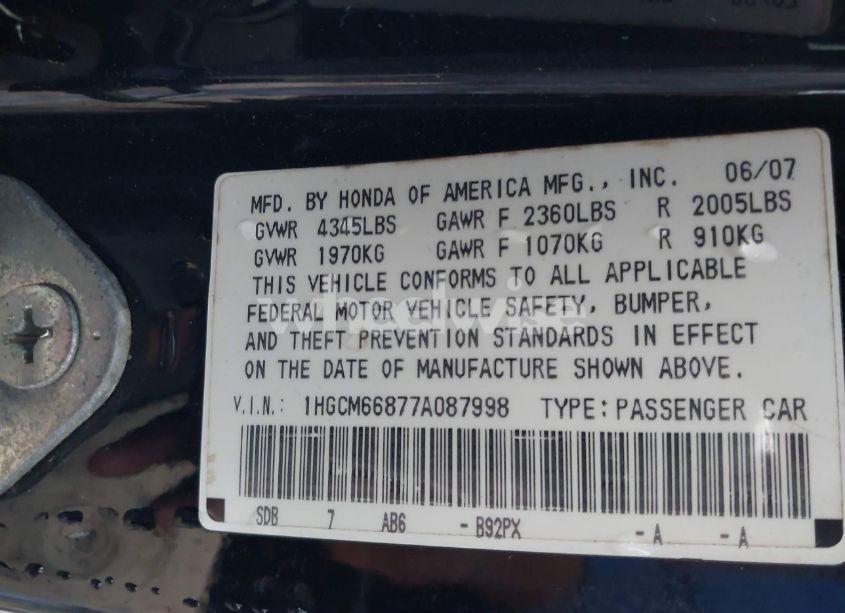 MFD. BY HONDA OF AMERICA MFG., INC. 06/07
GVWR 4345LBS GAWR F 2360LBS R 2005LBS
GVWR 1970KG GAWR F 1070KG R 910KG
THIS VEHICLE CONFORMS TO ALL APPLICABLE
FEDERAL MOTOR VEHICLE SAFETY, BUMPER,
AND THEFT PREVENTION STANDARDS IN EFFECT
ON THE DATE OF MANUFACTURE SHOWN ABOVE.
V.I.N.: 1HGCM66877A087998 TYPE: PASSENGER CAR
SDB 7 AB6 - B92PX - A - A